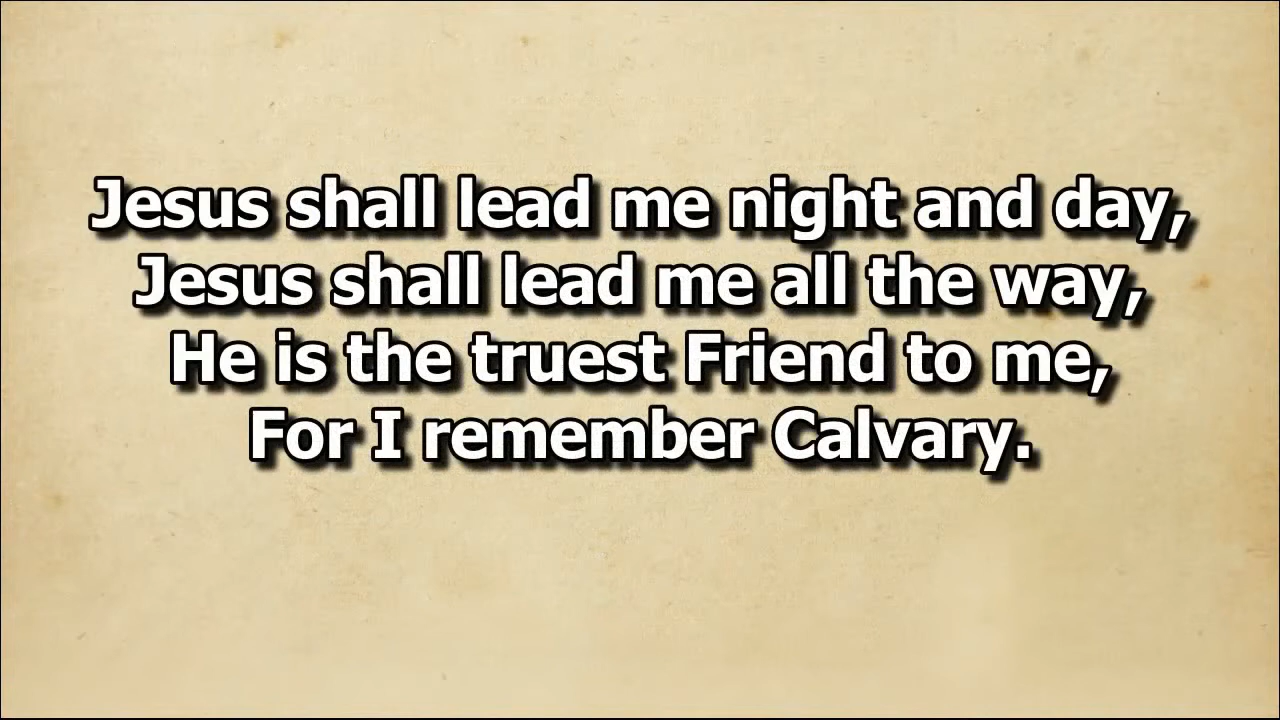 Jesus shall lead me night and day,
Jesus shall lead me all the way,
He is the truest Friend to me,
For I remember Calvary.